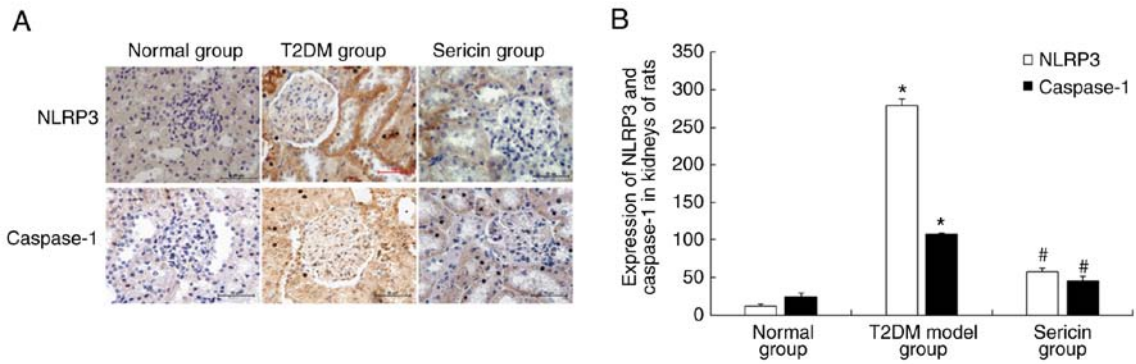 A
Normal group
T2DM group
Sericin group
NLRP3
Caspase-1
B
Expression of NLRP3 and
caspase-1 in kidneys of rats
350
300
250
200
150
100
50
0
NLRP3
Caspase-1
*
*
#
#
Normal
group
T2DM model
group
Sericin
group